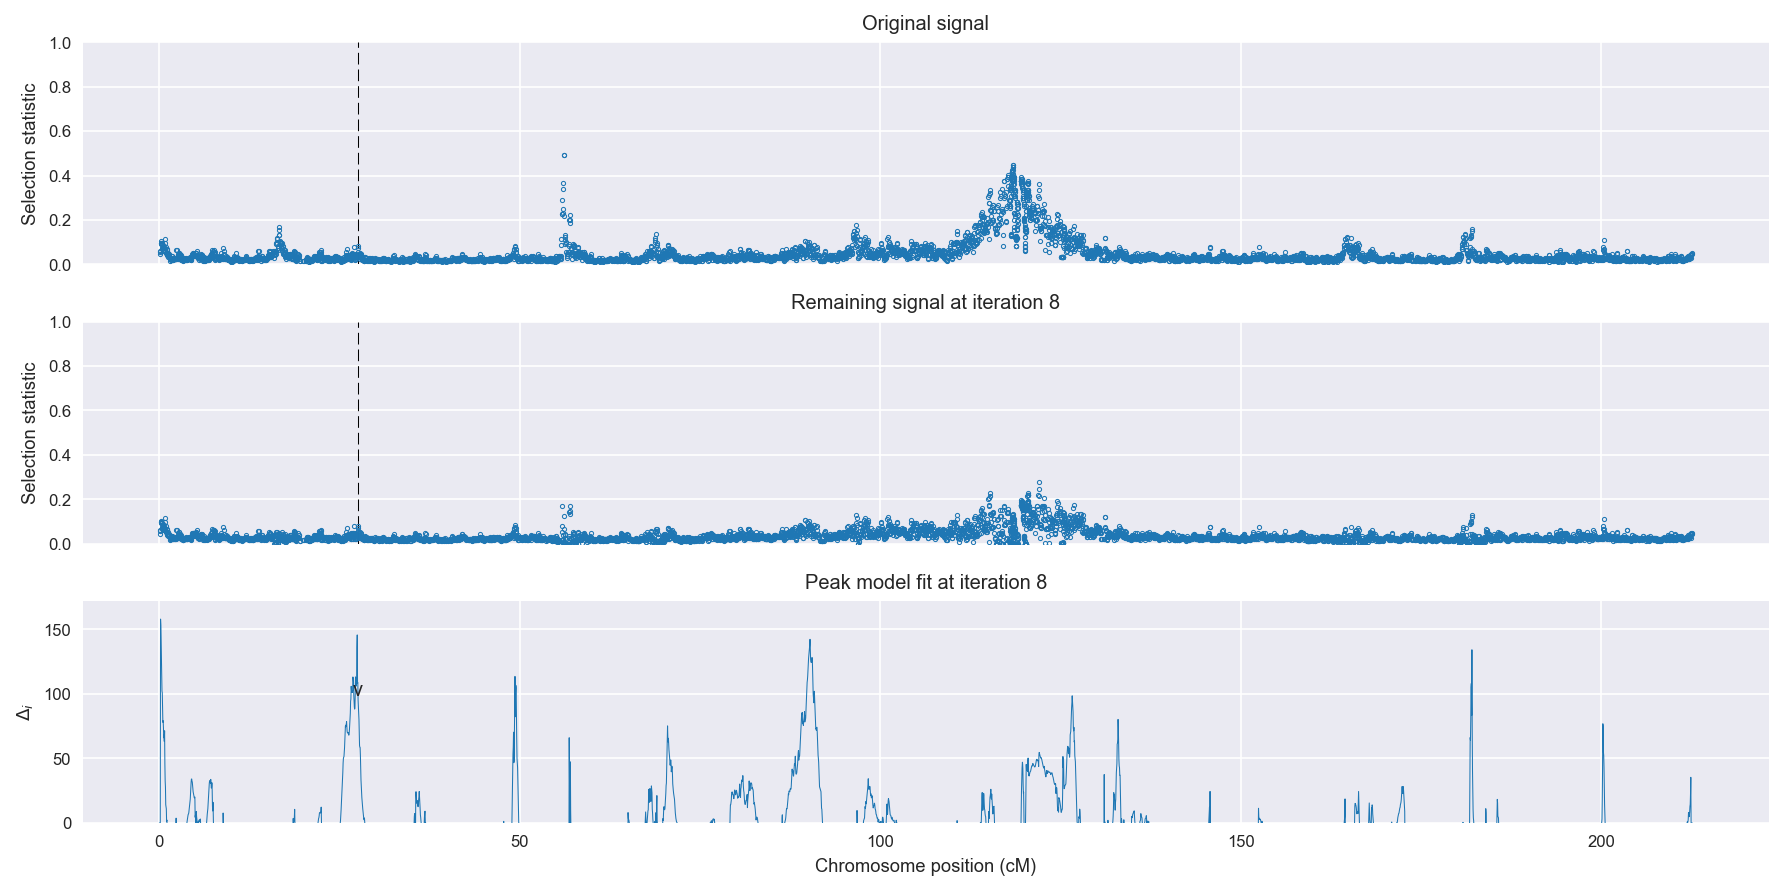 Original signal
1.0
0.8
0.6
0.4
0.2
0.0
Selection statistic
Remaining signal at iteration 8
1.0
0.8
0.6
0.4
0.2
0.0
Selection statistic
Peak model fit at iteration 8
150
100
50
0
Δi
v
0 50 100 150 200
Chromosome position (cM)